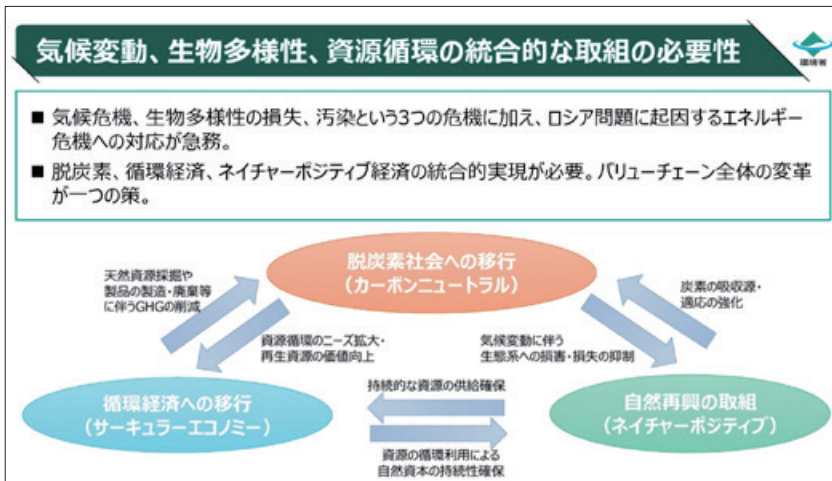 気候変動、生物多様性、資源循環の統合的な取組の必要性
環境省
■ 気候危機、生物多様性の損失、汚染という3つの危機に加え、ロシア問題に起因するエネルギー
危機への対応が急務。
■ 脱炭素、循環経済、ネイチャーポジティブ経済の統合的実現が必要。バリューチェーン全体の変革
が一つの策。
脱炭素社会への移行
(カーボンニュートラル)
天然資源採掘や
製品の製造・廃棄等
に伴うGHGの削減
炭素の吸収源・
適応の強化
資源循環のニーズ拡大・
再生資源の価値向上
気候変動に伴う
生態系への損害・損失の抑制
循環経済への移行
(サーキュラーエコノミー)
持続的な資源の供給確保
資源の循環利用による
自然資本の持続性確保
自然再興の取組
(ネイチャーポジティブ)